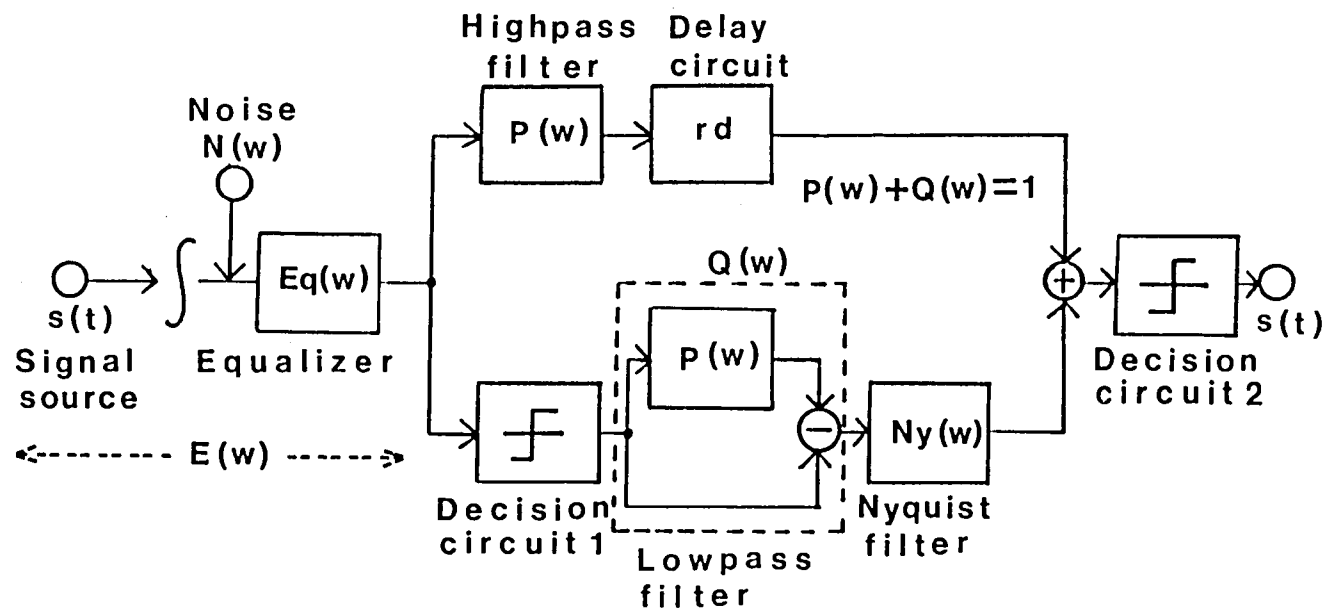 Highpass
filter
Delay
circuit
Noise
N(w)
P(w)
rd
P(w)+Q(w)=1
Eq(w)
s(t)
Signal
source
Equalizer
E(w)
Q(w)
P(w)
Ny(w)
Decision
circuit 1
Lowpass
filter
Nyquist
filter
s(t)
Decision
circuit 2